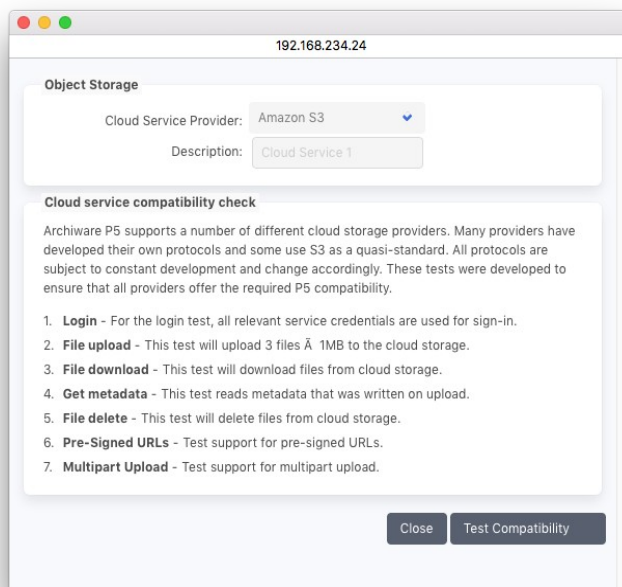 192.168.234.24
Object Storage
Cloud Service Provider: Amazon S3
Description: Cloud Service 1
Cloud service compatibility check
Archiware P5 supports a number of different cloud storage providers. Many providers have
developed their own protocols and some use S3 as a quasi-standard. All protocols are
subject to constant development and change accordingly. These tests were developed to
ensure that all providers offer the required P5 compatibility.
1. Login - For the login test, all relevant service credentials are used for sign-in.
2. File upload - This test will upload 3 files Ã 1MB to the cloud storage.
3. File download - This test will download files from cloud storage.
4. Get metadata - This test reads metadata that was written on upload.
5. File delete - This test will delete files from cloud storage.
6. Pre-Signed URLs - Test support for pre-signed URLs.
7. Multipart Upload - Test support for multipart upload.
Close Test Compatibility